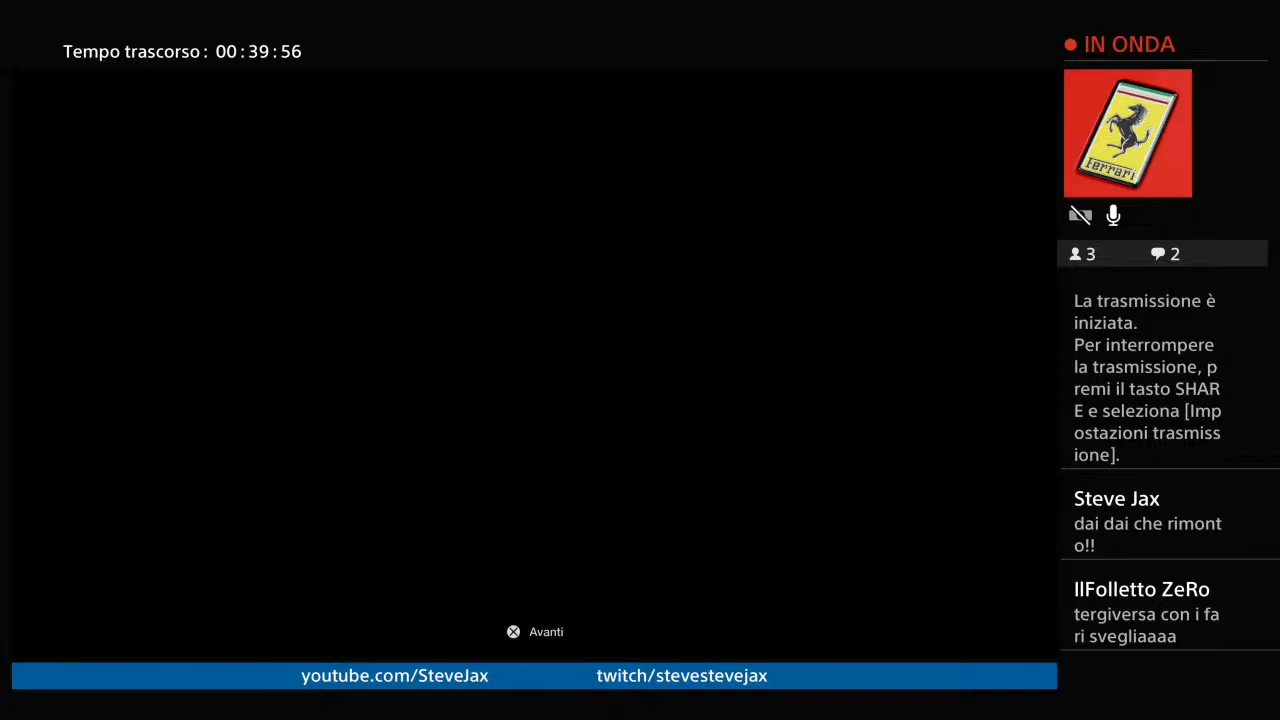 Tempo trascorso: 00:39:56
IN ONDA
Ferrari
3 2
La trasmissione è
iniziata.
Per interrompere
la trasmissione, p
remi il tasto SHAR
E e seleziona [Imp
ostazioni trasmiss
ione].
Steve Jax
dai dai che rimont
o!!
IlFolletto ZeRo
tergiversa con i fa
ri svegliaaaa
Avanti
youtube.com/SteveJax twitch/stevestevejax